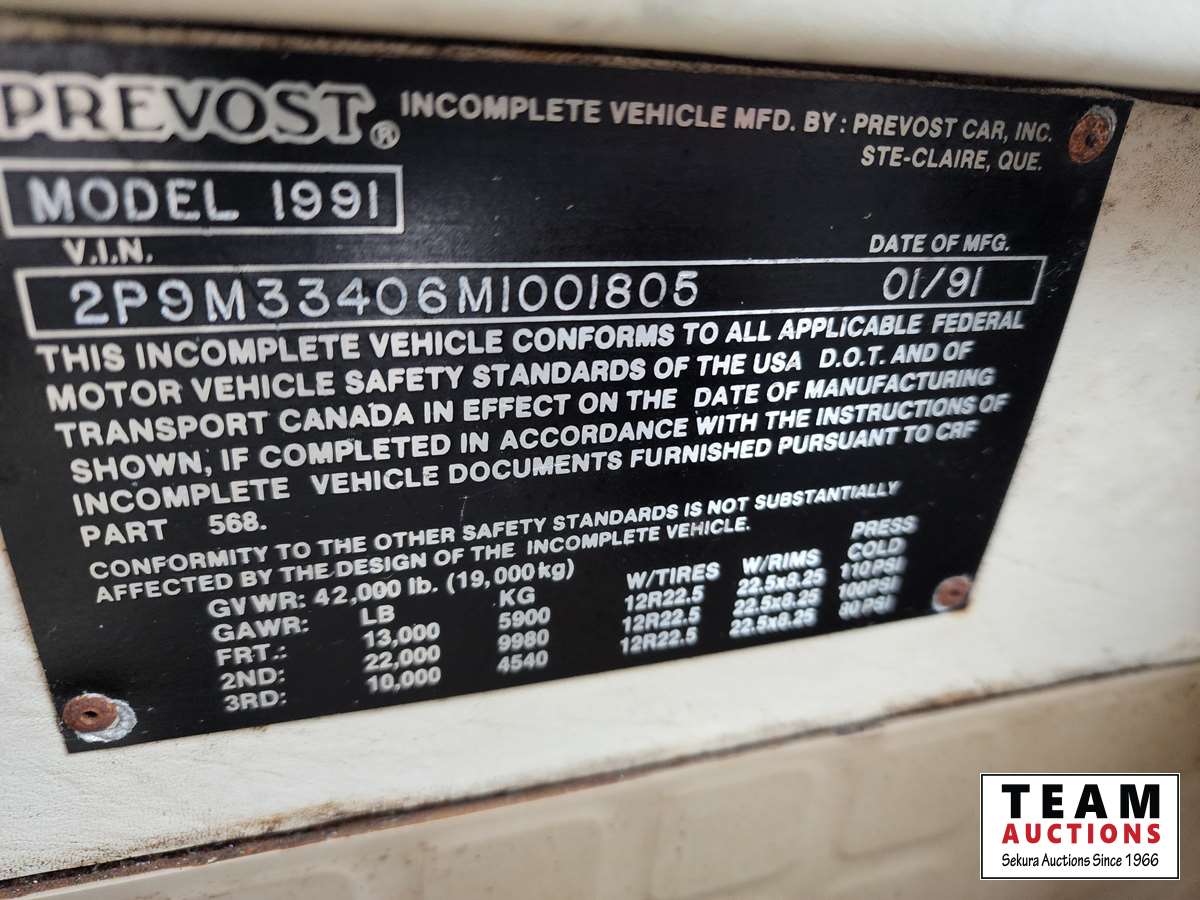 PREVOST® INCOMPLETE VEHICLE MFD. BY: PREVOST CAR, INC.
STE-CLAIRE, QUE.
MODEL 1991
V.I.N. DATE OF MFG.
2P9M33406M1001805 01/91
THIS INCOMPLETE VEHICLE CONFORMS TO ALL APPLICABLE FEDERAL
MOTOR VEHICLE SAFETY STANDARDS OF THE USA D.O.T. AND OF
TRANSPORT CANADA IN EFFECT ON THE DATE OF MANUFACTURING
SHOWN, IF COMPLETED IN ACCORDANCE WITH THE INSTRUCTIONS OF
INCOMPLETE VEHICLE DOCUMENTS FURNISHED PURSUANT TO CRF
PART 568.
CONFORMITY TO THE OTHER SAFETY STANDARDS IS NOT SUBSTANTIALLY
AFFECTED BY THE DESIGN OF THE INCOMPLETE VEHICLE.
GVWR: 42,000 lb. (19,000 kg)
GAWR: LB KG W/TIRES W/RIMS PRESS COLD
FRT.: 13,000 5900 12R22.5 22.5x8.25 110 PSI
2ND: 22,000 9980 12R22.5 22.5x8.25 100 PSI
3RD: 10,000 4540 12R22.5 22.5x8.25 80 PSI
TEAM
AUCTIONS
Sekura Auctions Since 1966